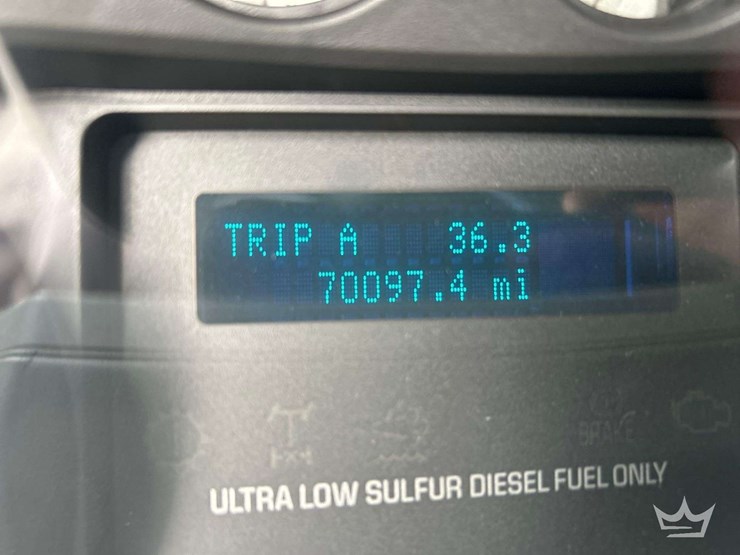 TRIP A 36.3
70097.4 mi
BRAKE
ULTRA LOW SULFUR DIESEL FUEL ONLY